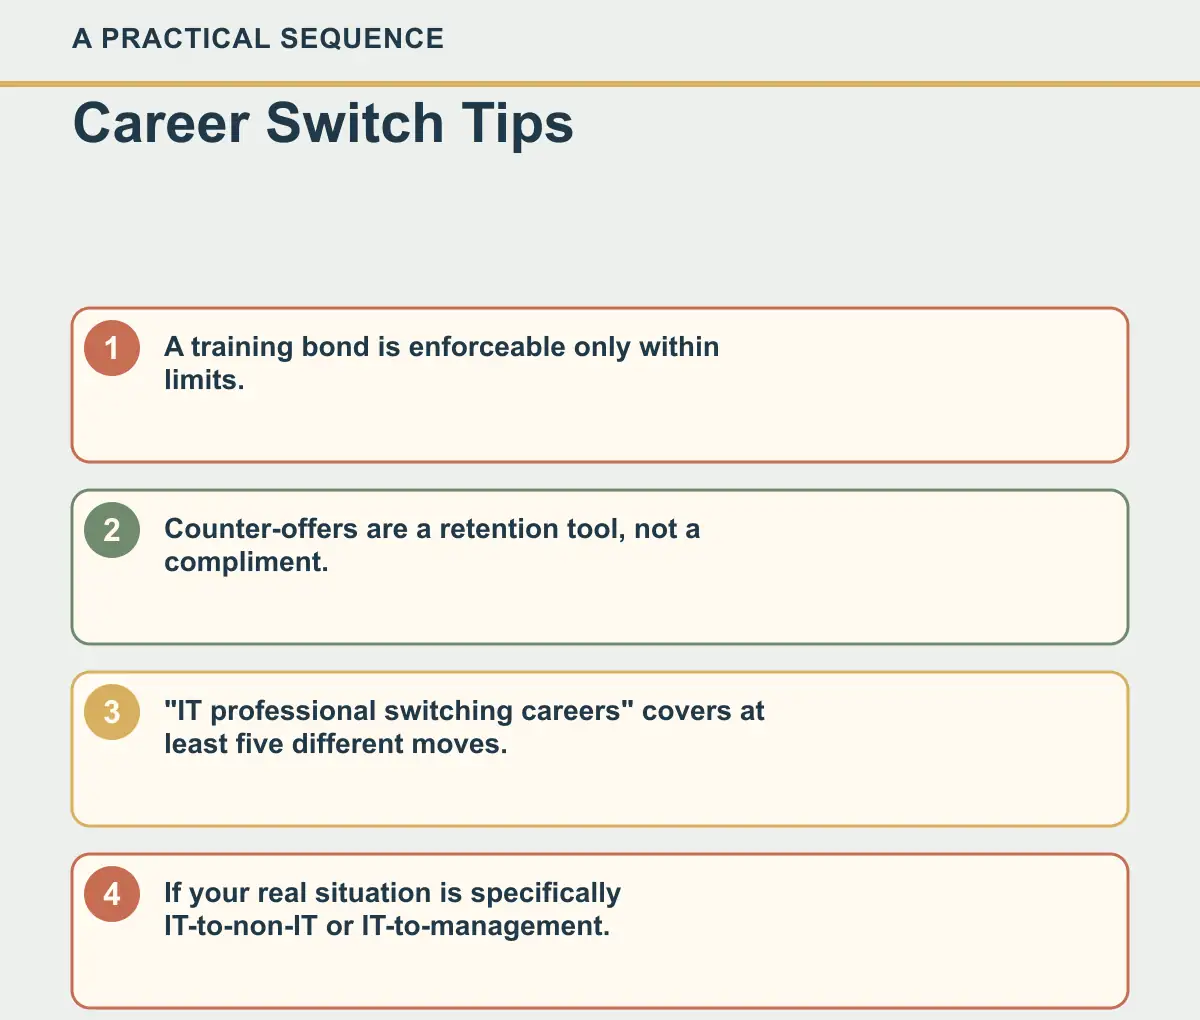 A PRACTICAL SEQUENCE
Career Switch Tips
1
A training bond is enforceable only within
limits.
2
Counter-offers are a retention tool, not a
compliment.
3
"IT professional switching careers" covers at
least five different moves.
4
If your real situation is specifically
IT-to-non-IT or IT-to-management.